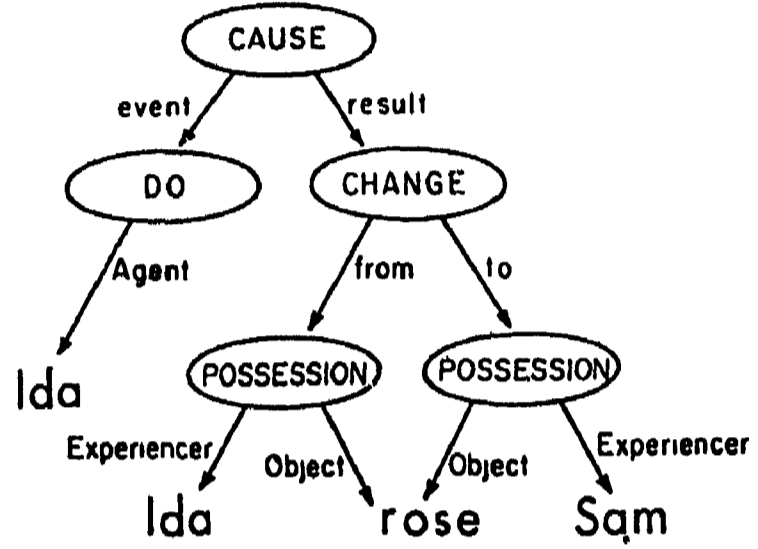 CAUSE
event result
DO CHANGE
Agent from to
Ida POSSESSION POSSESSION
Experiencer Object Object Experiencer
Ida rose Sam